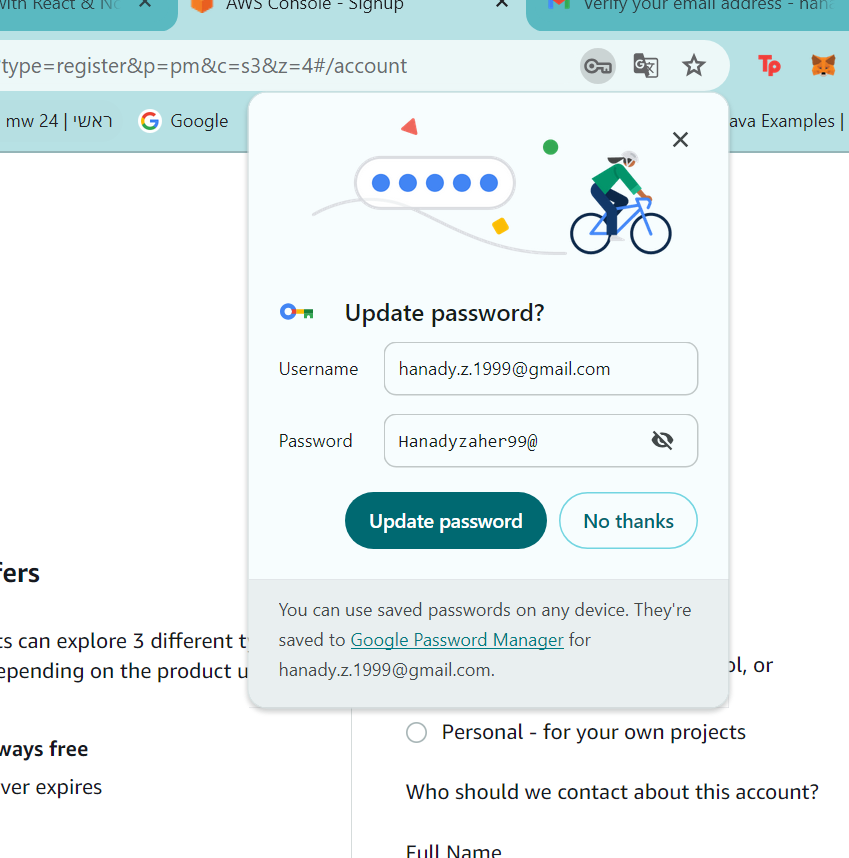 with React & No
AWS Console - Signup
Verify your email address - hana
type=register&p=pm&c=s3&z=4#/account
Tp
mw 24 | ראשי
Google
ava Examples |
Update password?
Username
hanady.z.1999@gmail.com
Password
Hanadyzaher99@
Update password
No thanks
You can use saved passwords on any device. They're
saved to Google Password Manager for
hanady.z.1999@gmail.com.
fers
ts can explore 3 different t
epending on the product u
ways free
ver expires
ol, or
Personal - for your own projects
Who should we contact about this account?
Full Name